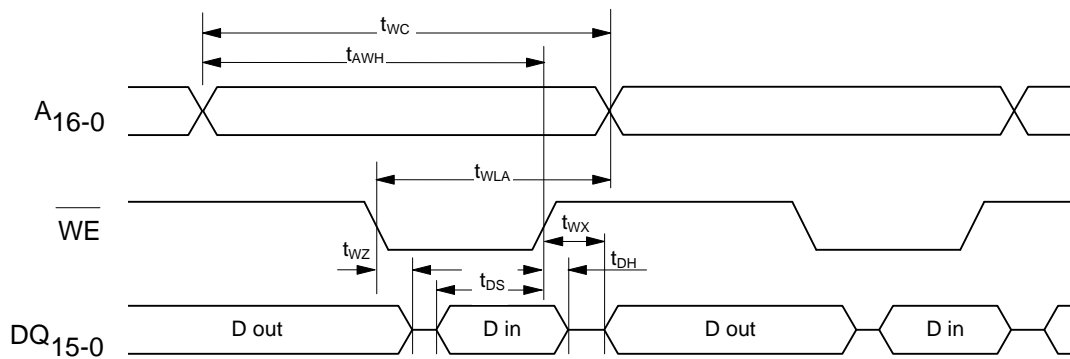 tWC
tAWH
A16-0
tWLA
WE
tWX
tWZ
tDH
tDS
DQ15-0 D out D in D out D in